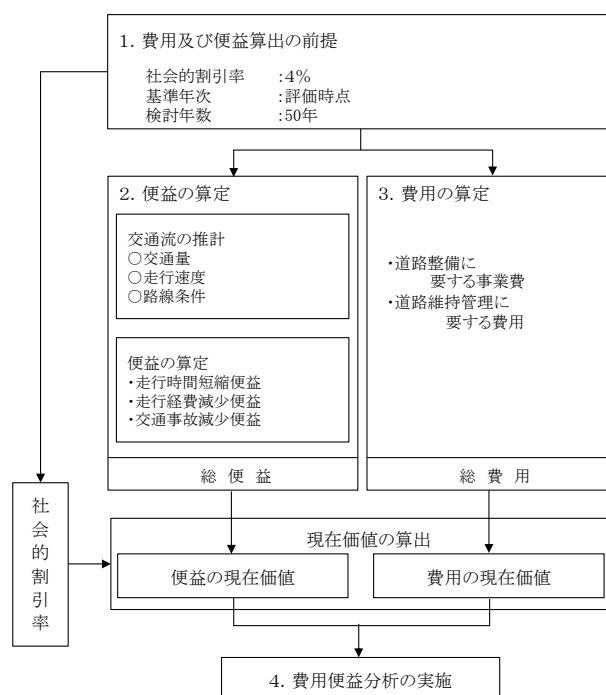 1. 費用及び便益算出の前提
社会的割引率　:4%
基準年次　　　:評価時点
検討年数　　　:50年
2. 便益の算定
交通流の推計
○交通量
○走行速度
○路線条件
便益の算定
・走行時間短縮便益
・走行経費減少便益
・交通事故減少便益
総 便 益
3. 費用の算定
・道路整備に
要する事業費
・道路維持管理に
要する費用
総 費 用
社会的割引率
現在価値の算出
便益の現在価値
費用の現在価値
4. 費用便益分析の実施